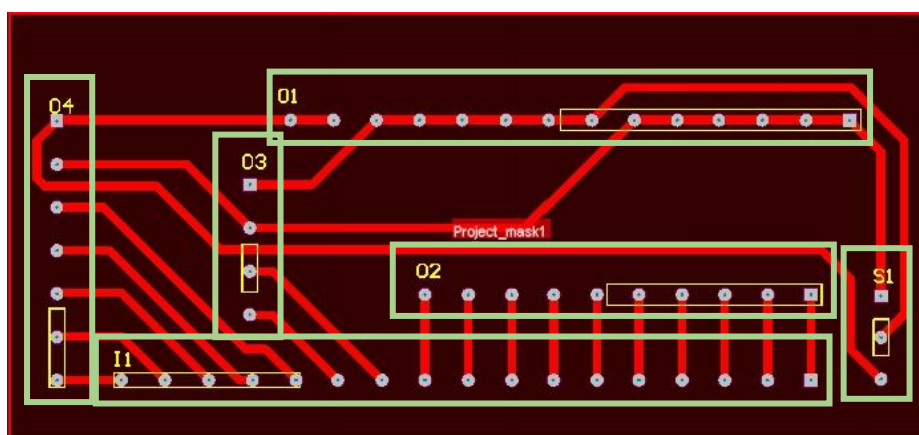 O1
O4
O3
Project_mask1
O2
S1
I1